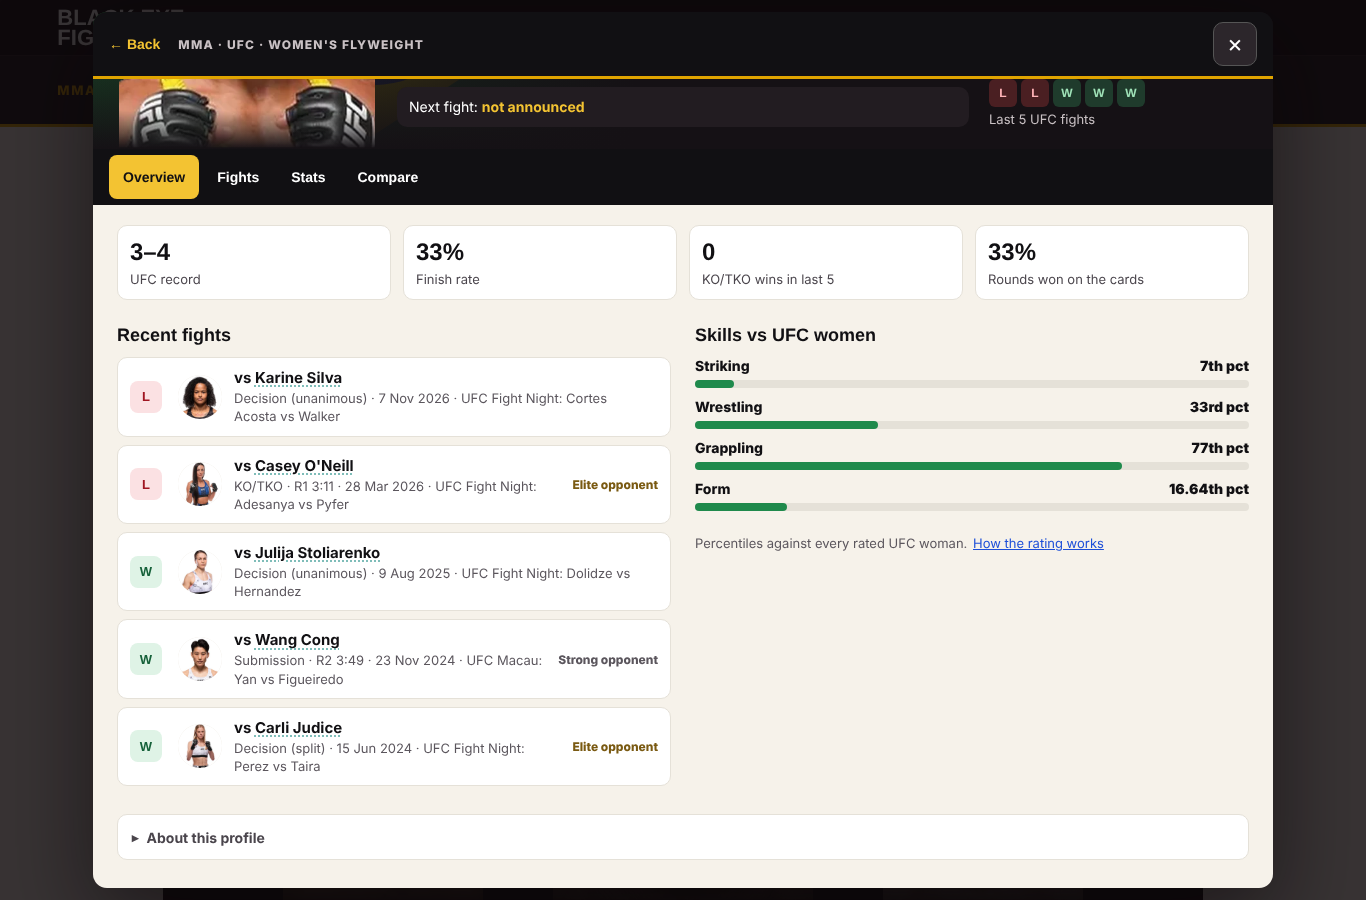 BLACK EYE
FIG
MMA
← Back
MMA · UFC · WOMEN'S FLYWEIGHT
×
Next fight: not announced
L L W W W
Last 5 UFC fights
Overview Fights Stats Compare
3–4
UFC record
33%
Finish rate
0
KO/TKO wins in last 5
33%
Rounds won on the cards
Recent fights
L
vs Karine Silva
Decision (unanimous) · 7 Nov 2026 · UFC Fight Night: Cortes
Acosta vs Walker
L
vs Casey O'Neill
KO/TKO · R1 3:11 · 28 Mar 2026 · UFC Fight Night:
Adesanya vs Pyfer
Elite opponent
W
vs Julija Stoliarenko
Decision (unanimous) · 9 Aug 2025 · UFC Fight Night: Dolidze vs
Hernandez
W
vs Wang Cong
Submission · R2 3:49 · 23 Nov 2024 · UFC Macau:
Yan vs Figueiredo
Strong opponent
W
vs Carli Judice
Decision (split) · 15 Jun 2024 · UFC Fight Night:
Perez vs Taira
Elite opponent
Skills vs UFC women
Striking 7th pct
Wrestling 33rd pct
Grappling 77th pct
Form 16.64th pct
Percentiles against every rated UFC woman. How the rating works
▸ About this profile